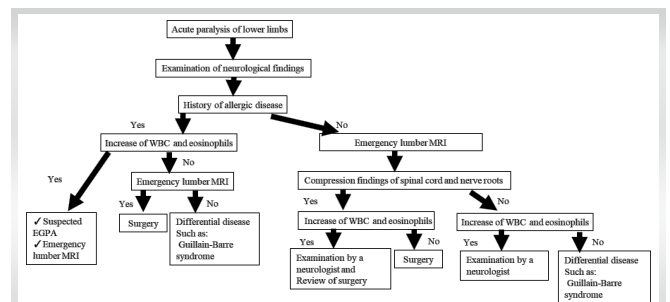 Acute paralysis of lower limbs
Examination of neurological findings
History of allergic disease
Yes
No
Increase of WBC and eosinophils
Emergency lumber MRI
Yes
No
Emergency lumber MRI
Compression findings of spinal cord and nerve roots
Yes
No
Yes
No
✓Suspected
EGPA
✓Emergency
lumber MRI
Surgery
Differential disease
Such as:
Guillain-Barre
syndrome
Increase of WBC and eosinophils
Increase of WBC and eosinophils
Yes
No
Yes
No
Examination by a
neurologist and
Review of surgery
Surgery
Examination by a
neurologist
Differential disease
Such as:
Guillain-Barre
syndrome